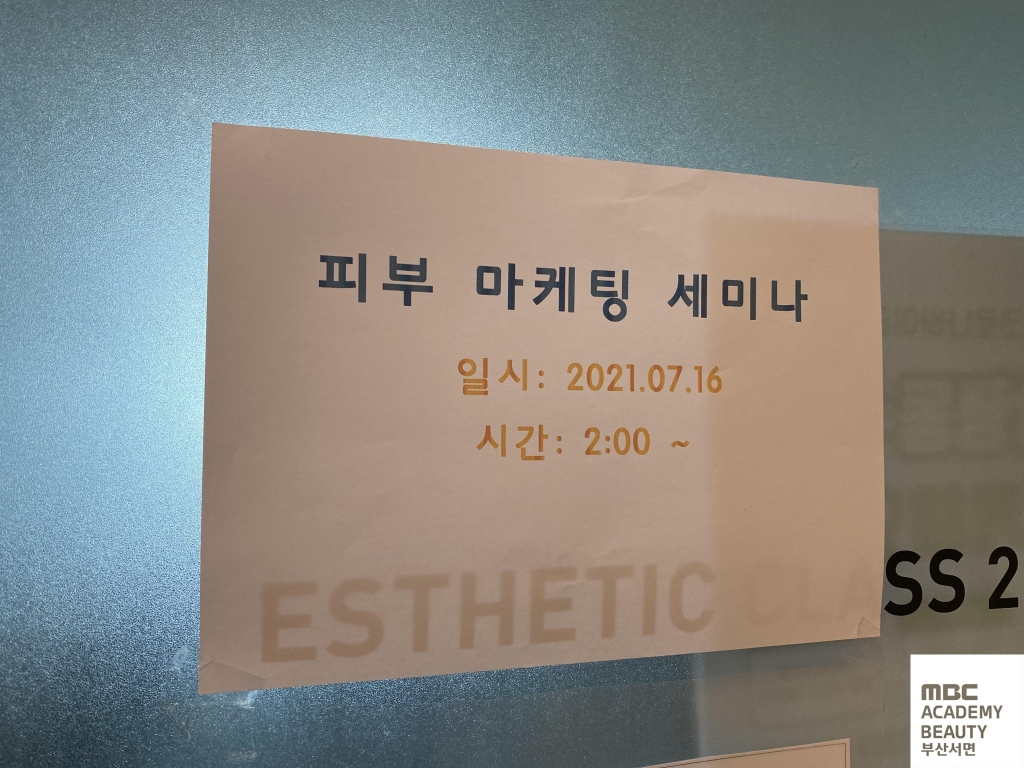 피부 마케팅 세미나
일시: 2021.07.16
시간: 2:00 ~
ESTHETIC CLASS 2
MBC
ACADEMY
BEAUTY
부산서면